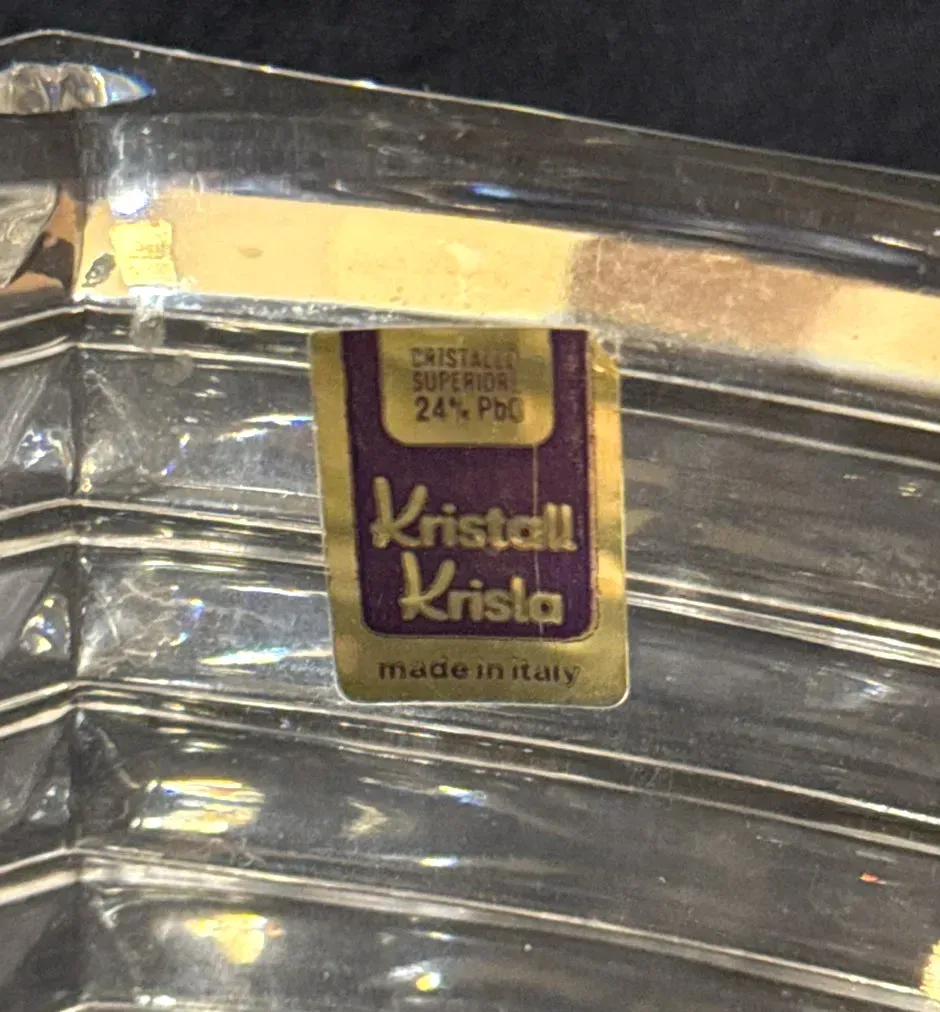 CRISTALLO
SUPERIORE
24% PbO
Kristall
Krisla
made in italy